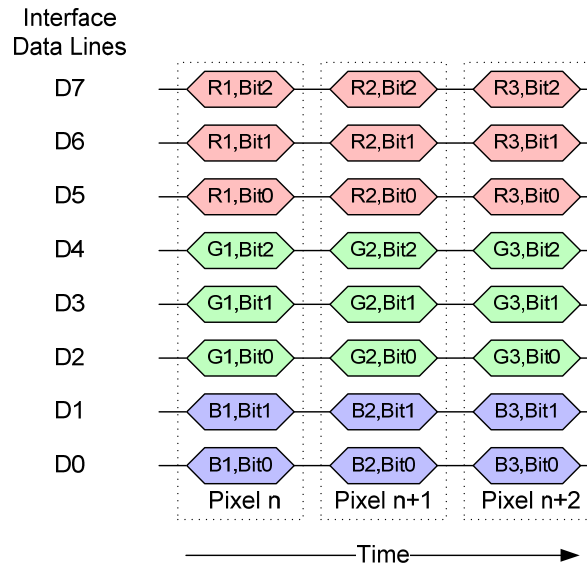 Interface
Data Lines
D7 R1,Bit2 R2,Bit2 R3,Bit2
D6 R1,Bit1 R2,Bit1 R3,Bit1
D5 R1,Bit0 R2,Bit0 R3,Bit0
D4 G1,Bit2 G2,Bit2 G3,Bit2
D3 G1,Bit1 G2,Bit1 G3,Bit1
D2 G1,Bit0 G2,Bit0 G3,Bit0
D1 B1,Bit1 B2,Bit1 B3,Bit1
D0 B1,Bit0 B2,Bit0 B3,Bit0
Pixel n Pixel n+1 Pixel n+2
Time